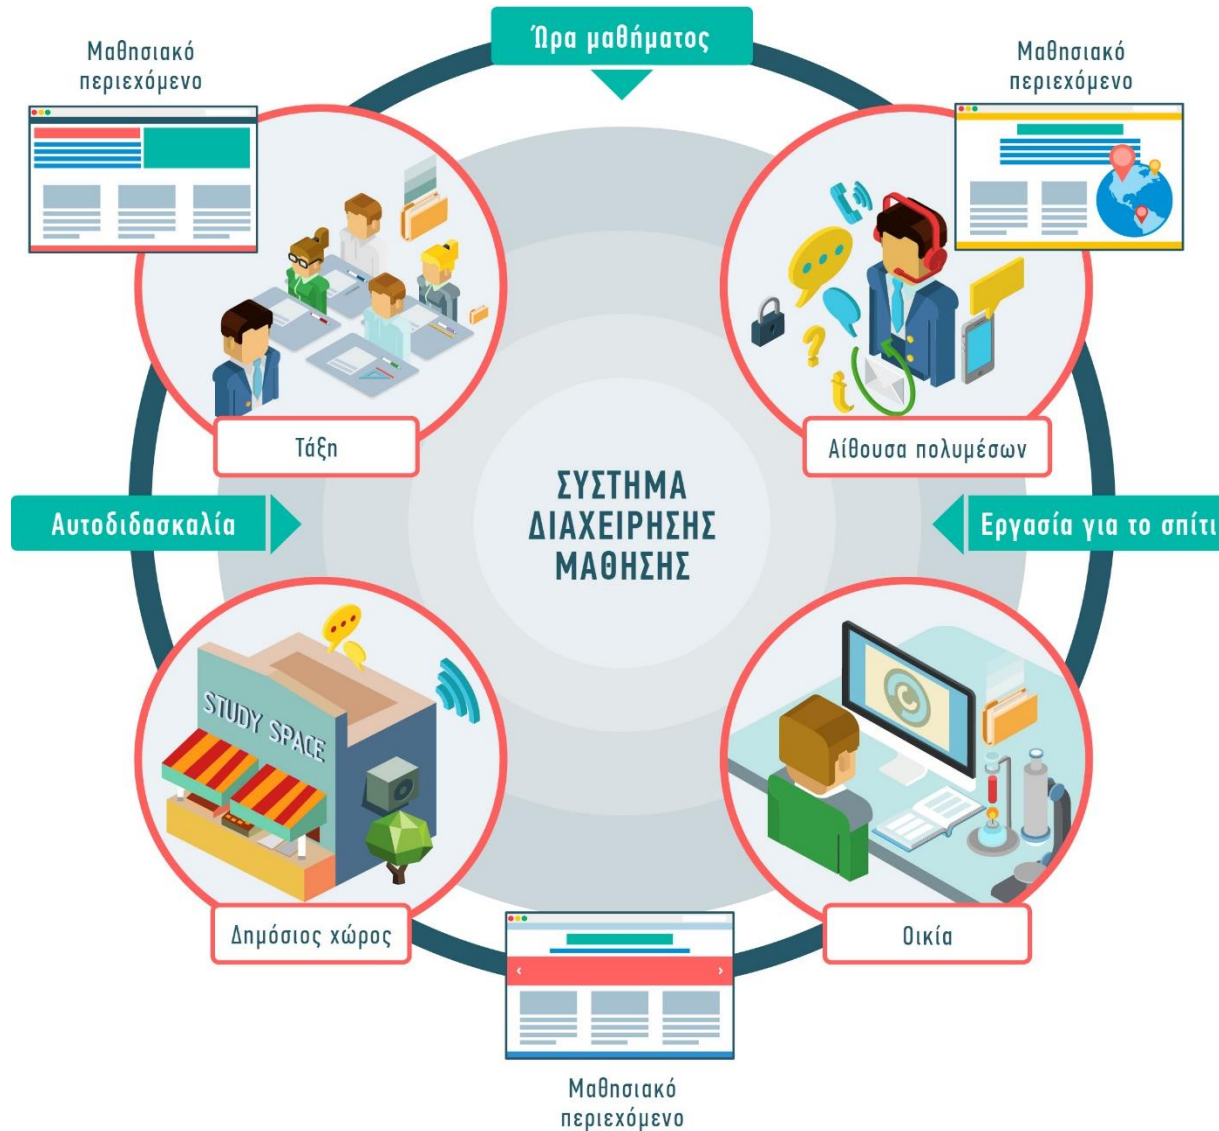 Ώρα μαθήματος
Μαθησιακό
περιεχόμενο
Μαθησιακό
περιεχόμενο
Τάξη
Αίθουσα πολυμέσων
ΣΥΣΤΗΜΑ
ΔΙΑΧΕΙΡΗΣΗΣ
ΜΑΘΗΣΗΣ
Αυτοδιδασκαλία
Εργασία για το σπίτι
STUDY SPACE
Δημόσιος χώρος
Οικία
Μαθησιακό
περιεχόμενο